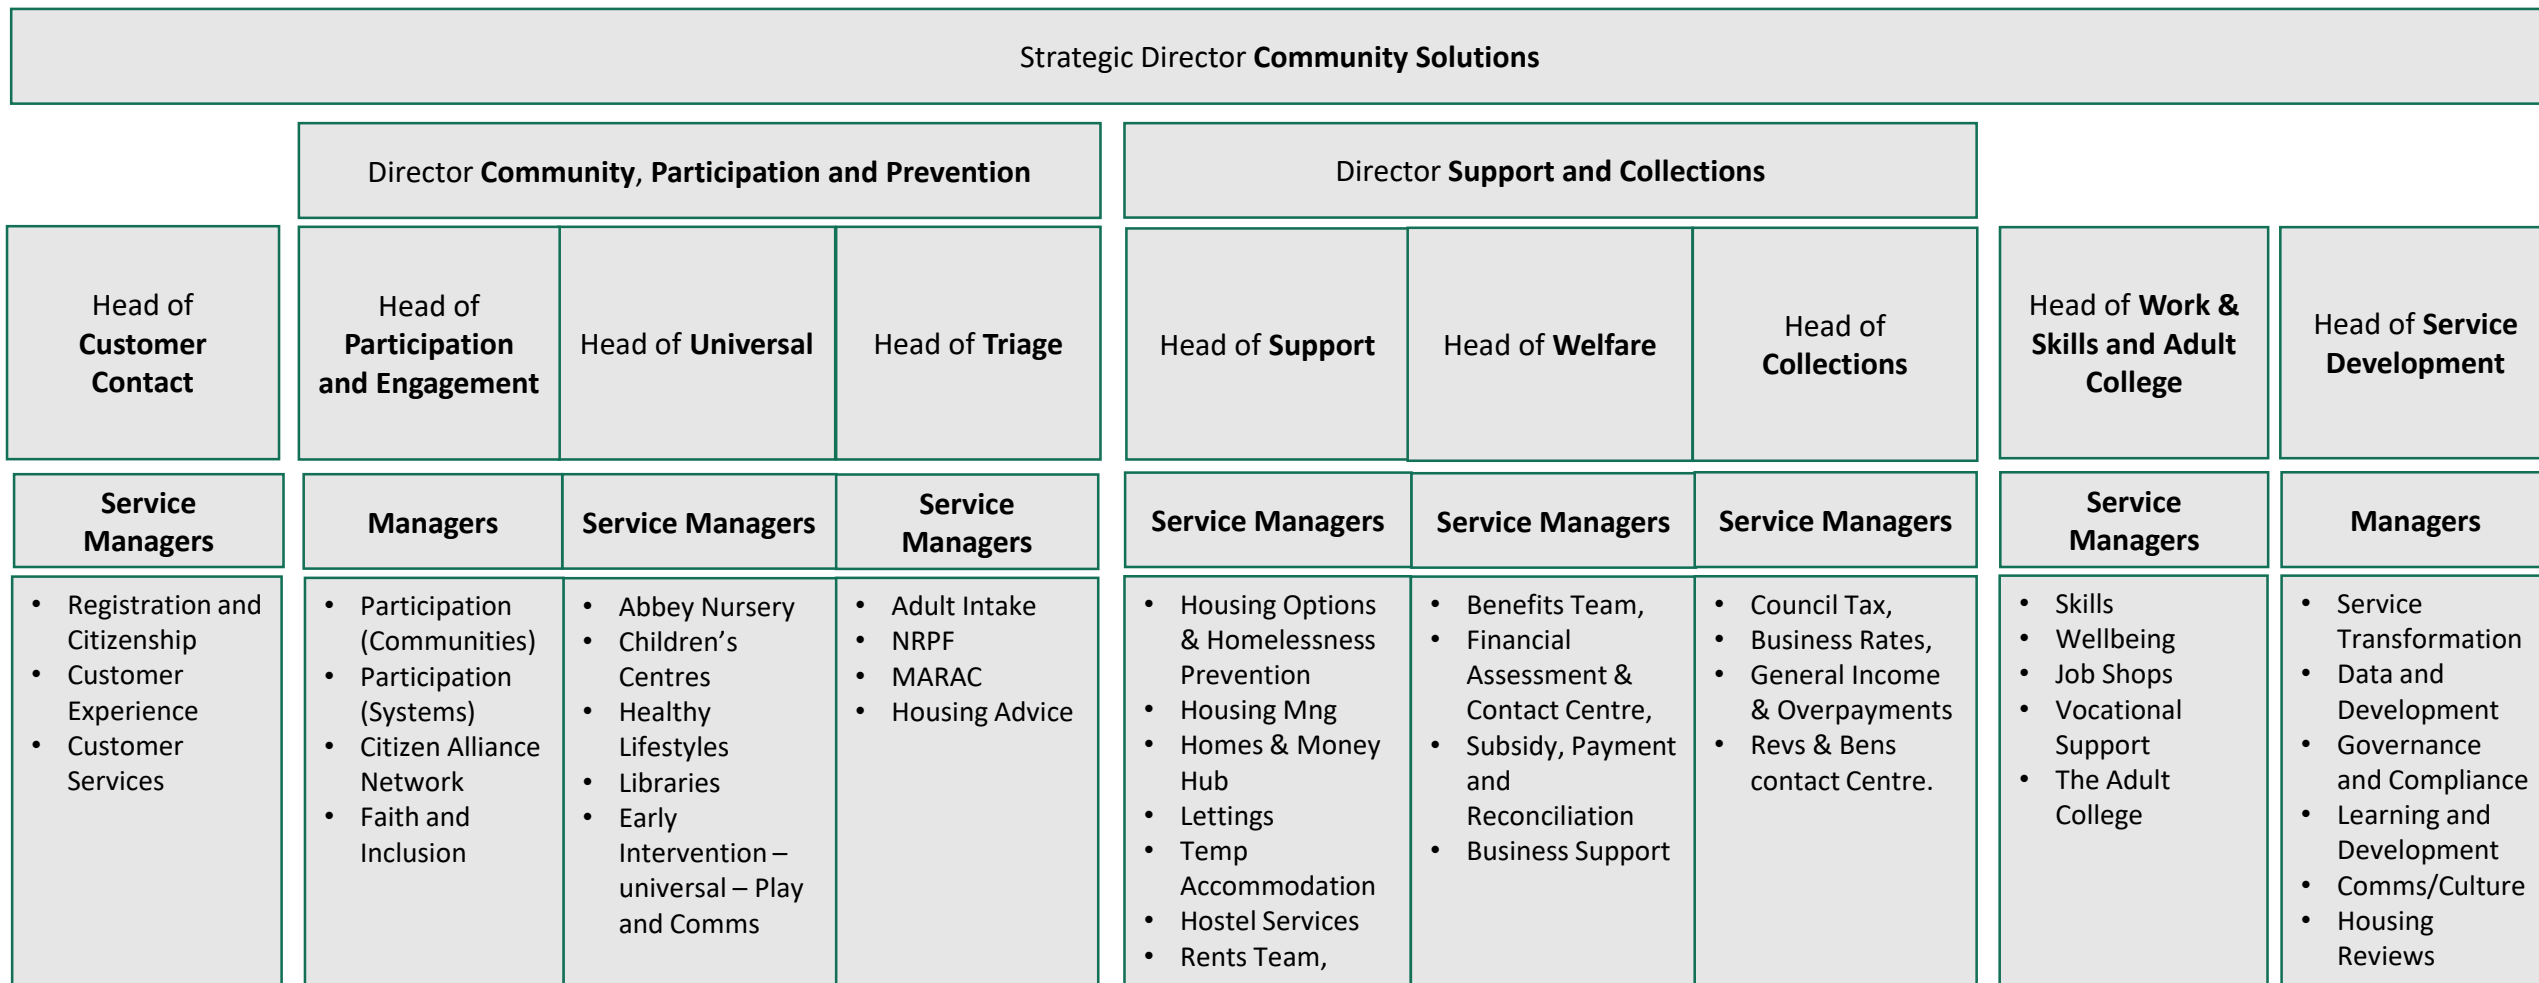 Strategic Director Community Solutions
Director Community, Participation and Prevention
Director Support and Collections
Head of
Customer
Contact
Head of
Participation
and Engagement
Head of Universal
Head of Triage
Head of Support
Head of Welfare
Head of
Collections
Head of Work &
Skills and Adult
College
Head of Service
Development
Service
Managers
Managers
Service Managers
Service
Managers
Service Managers
Service Managers
Service Managers
Service
Managers
Managers
• Registration and
Citizenship
• Customer
Experience
• Customer
Services
• Participation
(Communities)
• Participation
(Systems)
• Citizen Alliance
Network
• Faith and
Inclusion
• Abbey Nursery
• Children’s
Centres
• Healthy
Lifestyles
• Libraries
• Early
Intervention –
universal – Play
and Comms
• Adult Intake
• NRPF
• MARAC
• Housing Advice
• Housing Options
& Homelessness
Prevention
• Housing Mng
• Homes & Money
Hub
• Lettings
• Temp
Accommodation
• Hostel Services
• Rents Team,
• Benefits Team,
• Financial
Assessment &
Contact Centre,
• Subsidy, Payment
and
Reconciliation
• Business Support
• Council Tax,
• Business Rates,
• General Income
& Overpayments
• Revs & Bens
contact Centre.
• Skills
• Wellbeing
• Job Shops
• Vocational
Support
• The Adult
College
• Service
Transformation
• Data and
Development
• Governance
and Compliance
• Learning and
Development
• Comms/Culture
• Housing
Reviews